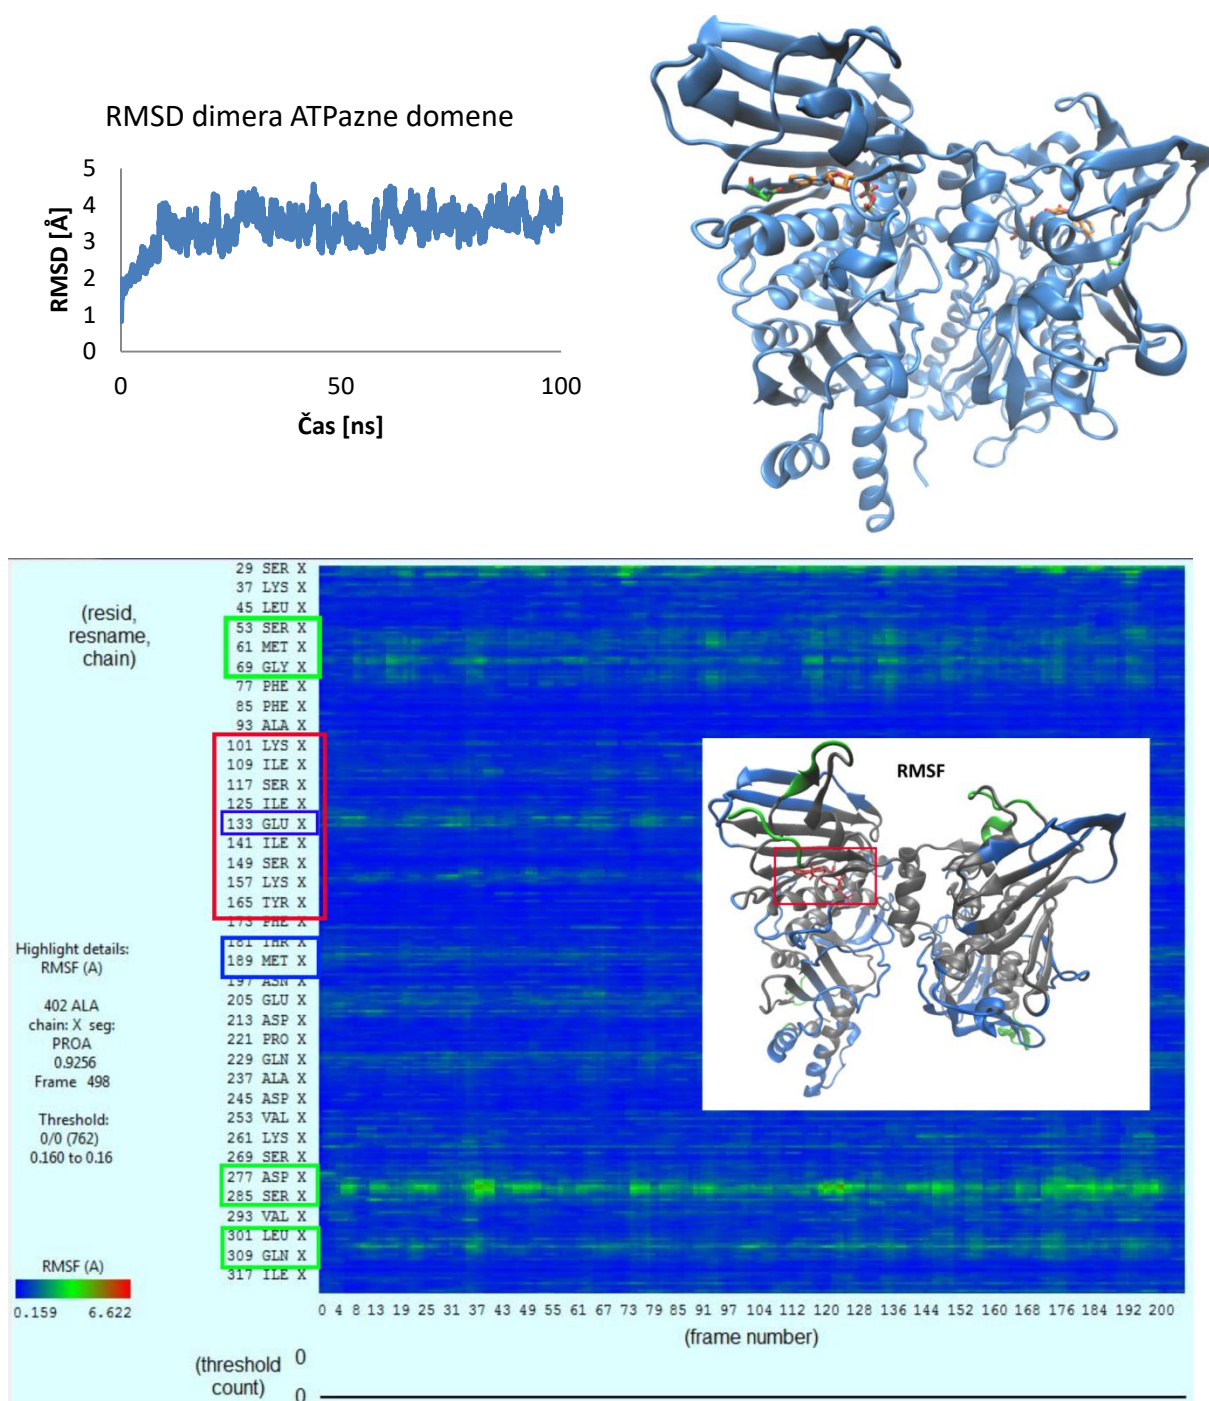 RMSD dimera ATPazne domene
5
4
3
2
1
0
RMSD [Å]
0 50 100
Čas [ns]
(resid,
resname,
chain)
29 SER X
37 LYS X
45 LEU X
53 SER X
61 MET X
69 GLY X
77 PHE X
85 PHE X
93 ALA X
101 LYS X
109 ILE X
117 SER X
125 ILE X
133 GLU X
141 ILE X
149 SER X
157 LYS X
165 TYR X
173 PHE X
181 THR X
189 MET X
197 ASN X
205 GLU X
213 ASP X
221 PRO X
229 GLN X
237 ALA X
245 ASP X
253 VAL X
261 LYS X
269 SER X
277 ASP X
285 SER X
293 VAL X
301 LEU X
309 GLN X
317 ILE X
RMSF
Highlight details:
RMSF (A)
402 ALA
chain: X seg:
PROA
0.9256
Frame 498
Threshold:
0/0 (762)
0.160 to 0.16
RMSF (A)
0.159 6.622
0 4 8 13 19 25 31 37 43 49 55 61 67 73 79 85 91 97 104 112 120 128 136 144 152 160 168 176 184 192 200
(frame number)
(threshold
count)
0
0